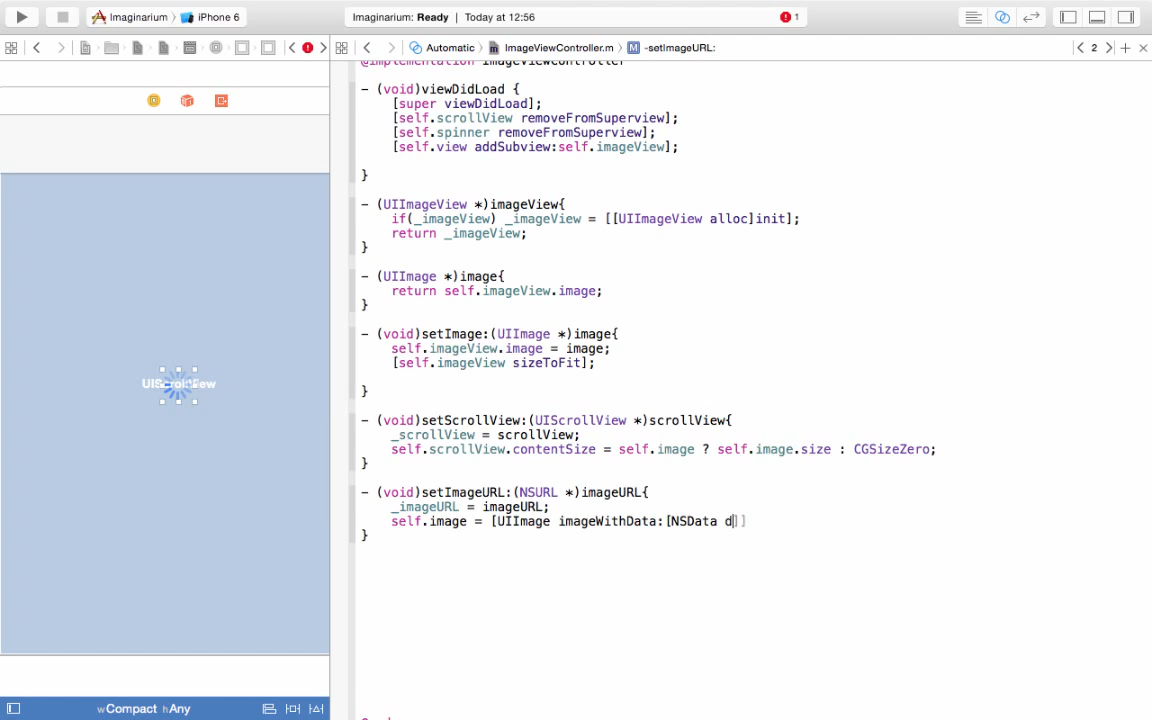 Imaginarium iPhone 6 Imaginarium: Ready | Today at 12:56 1
Automatic ImageViewController.m M -setImageURL: 2
@implementation ImageViewController
- (void)viewDidLoad {
[super viewDidLoad];
[self.scrollView removeFromSuperview];
[self.spinner removeFromSuperview];
[self.view addSubview:self.imageView];
}
- (UIImageView *)imageView{
if(_imageView) _imageView = [[UIImageView alloc]init];
return _imageView;
}
- (UIImage *)image{
return self.imageView.image;
}
- (void)setImage:(UIImage *)image{
self.imageView.image = image;
[self.imageView sizeToFit];
}
- (void)setScrollView:(UIScrollView *)scrollView{
_scrollView = scrollView;
self.scrollView.contentSize = self.image ? self.image.size : CGSizeZero;
}
- (void)setImageURL:(NSURL *)imageURL{
_imageURL = imageURL;
self.image = [UIImage imageWithData:[NSData d]]
}
UIScrollView
wCompact hAny